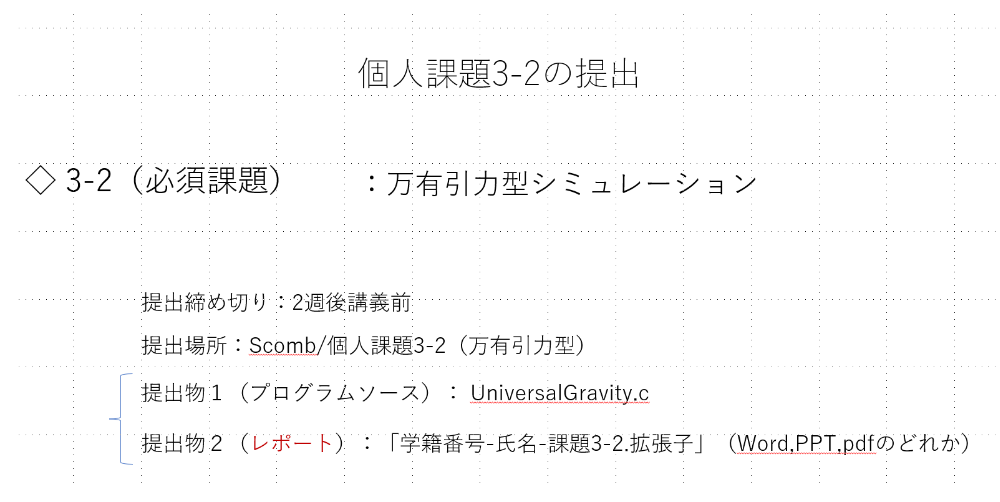 個人課題3-2の提出
◇ 3-2（必須課題） ：万有引力型シミュレーション
提出締め切り：2週後講義前
提出場所：Scomb/個人課題3-2（万有引力型）
提出物１（プログラムソース）： UniversalGravity.c
提出物２（レポート）：「学籍番号-氏名-課題3-2.拡張子」（Word,PPT,pdfのどれか）